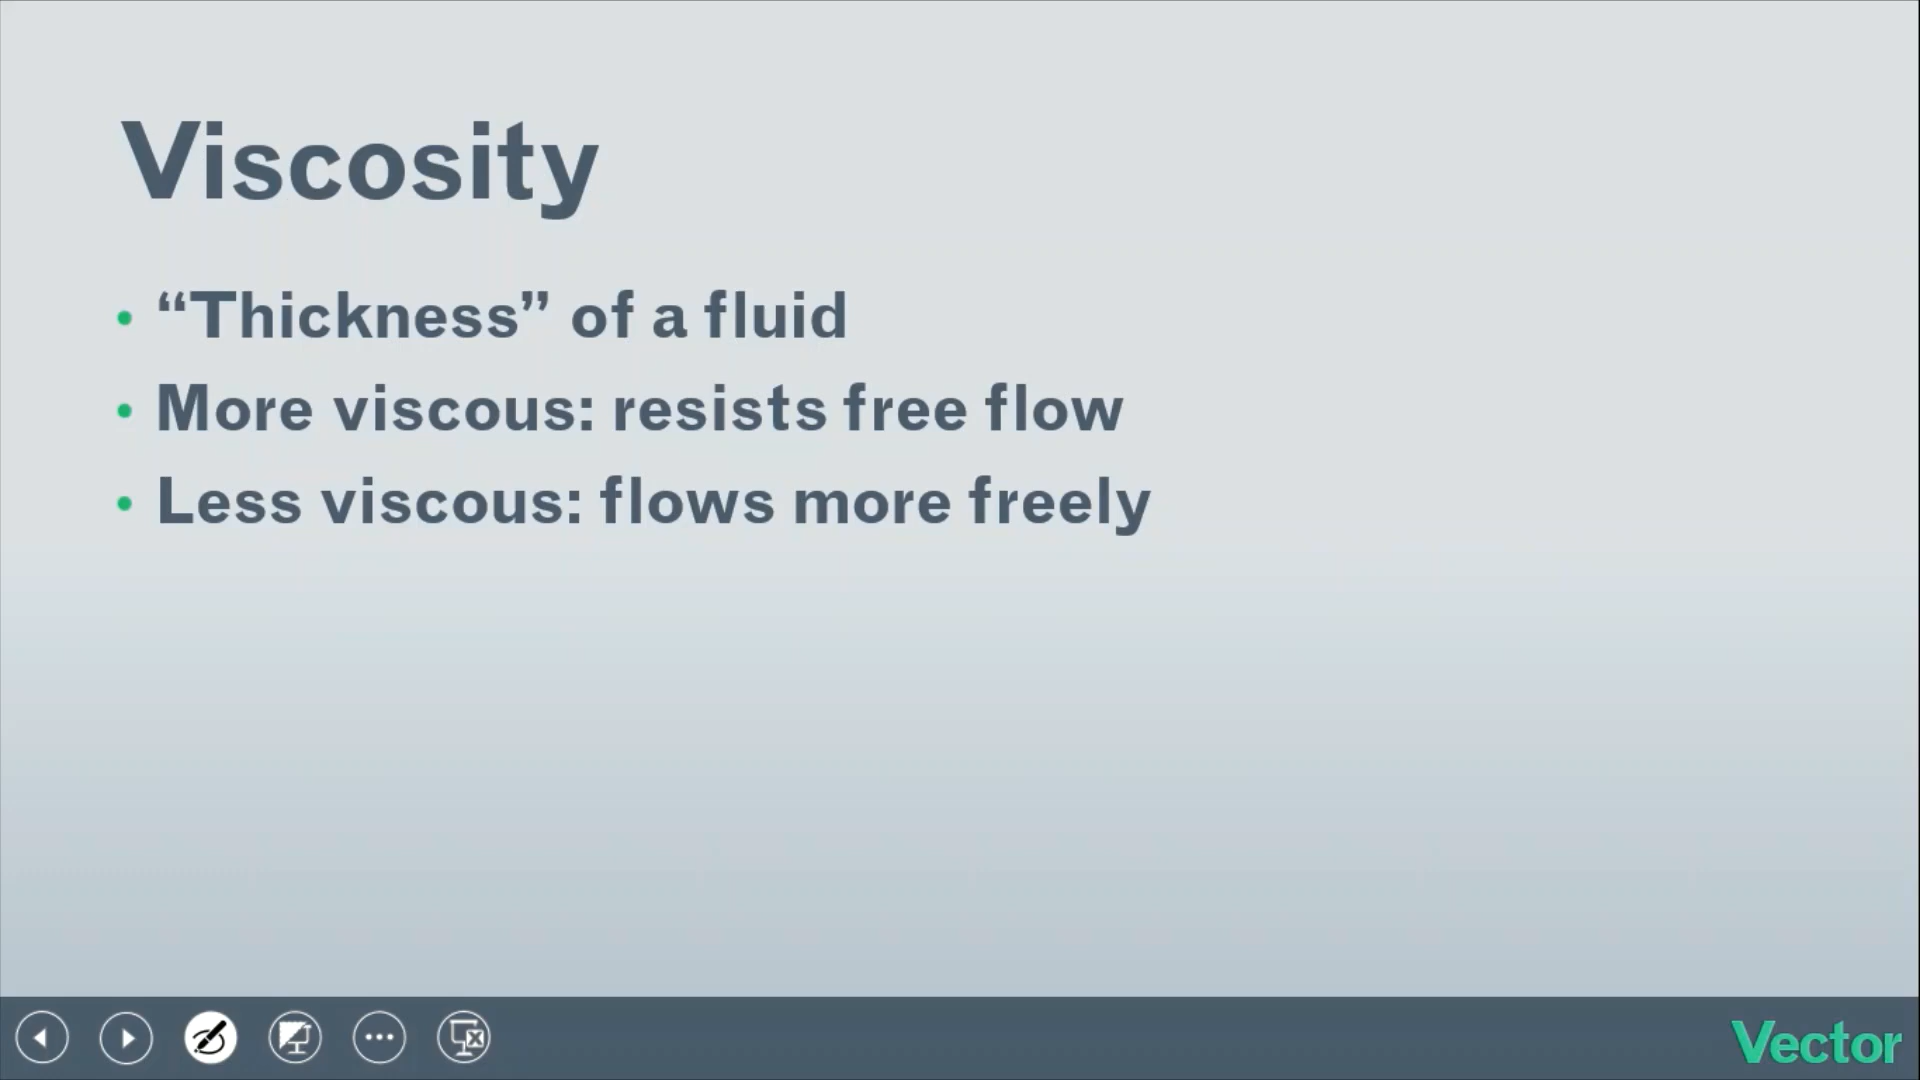 Viscosity
• “Thickness” of a fluid
• More viscous: resists free flow
• Less viscous: flows more freely
Vector